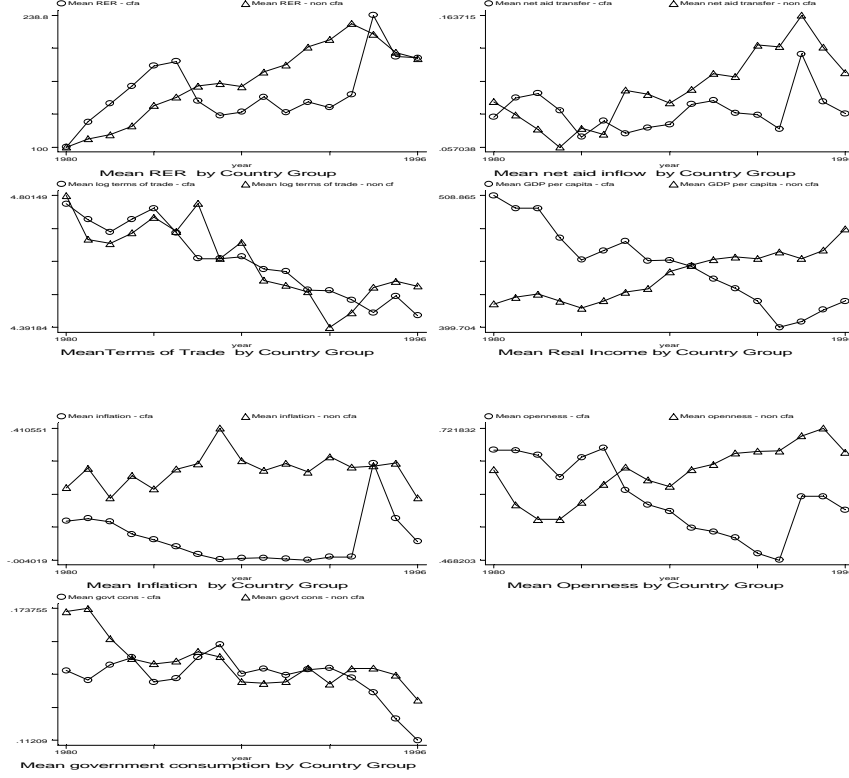 Mean RER - cfa Mean RER - non cfa
238.8
100
1980 1996
year
Mean RER by Country Group
Mean net aid transfer - cfa Mean net aid transfer - non cfa
.163715
.057038
1980 1996
year
Mean net aid inflow by Country Group
Mean log terms of trade - cfa Mean log terms of trade - non cf
4.80149
4.39184
1980 1996
year
MeanTerms of Trade by Country Group
Mean GDP per capita - cfa Mean GDP per capita - non cfa
508.865
399.704
1980 1996
year
Mean Real Income by Country Group
Mean inflation - cfa Mean inflation - non cfa
.410551
-.004019
1980 1996
year
Mean Inflation by Country Group
Mean openness - cfa Mean openness - non cfa
.721832
.468203
1980 1996
year
Mean Openness by Country Group
Mean govt cons - cfa Mean govt cons - non cfa
.173755
.11209
1980 1996
year
Mean government consumption by Country Group